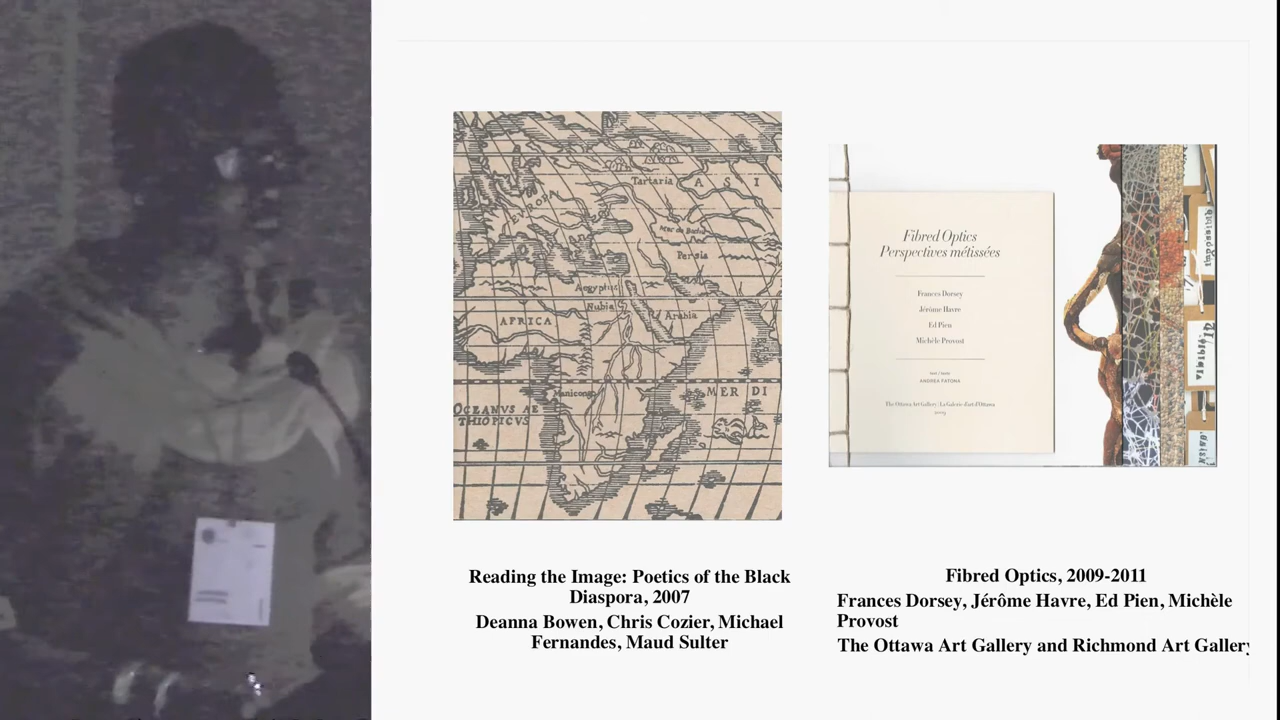 Tartaria
A S I
EVROPA
Mar de Bachu
Persia
Aegyptus
Nubia
Arabia
AFRICA
Manicongo
MER DI
OCEANVS AE
THIOPICVS
Fibred Optics
Perspectives métissées
Frances Dorsey
Jérôme Havre
Ed Pien
Michèle Provost
ANDREA FATONA
The Ottawa Art Gallery | La Galerie d'art d'Ottawa
impossible
Reading the Image: Poetics of the Black
Diaspora, 2007
Deanna Bowen, Chris Cozier, Michael
Fernandes, Maud Sulter
Fibred Optics, 2009-2011
Frances Dorsey, Jérôme Havre, Ed Pien, Michèle
Provost
The Ottawa Art Gallery and Richmond Art Gallery